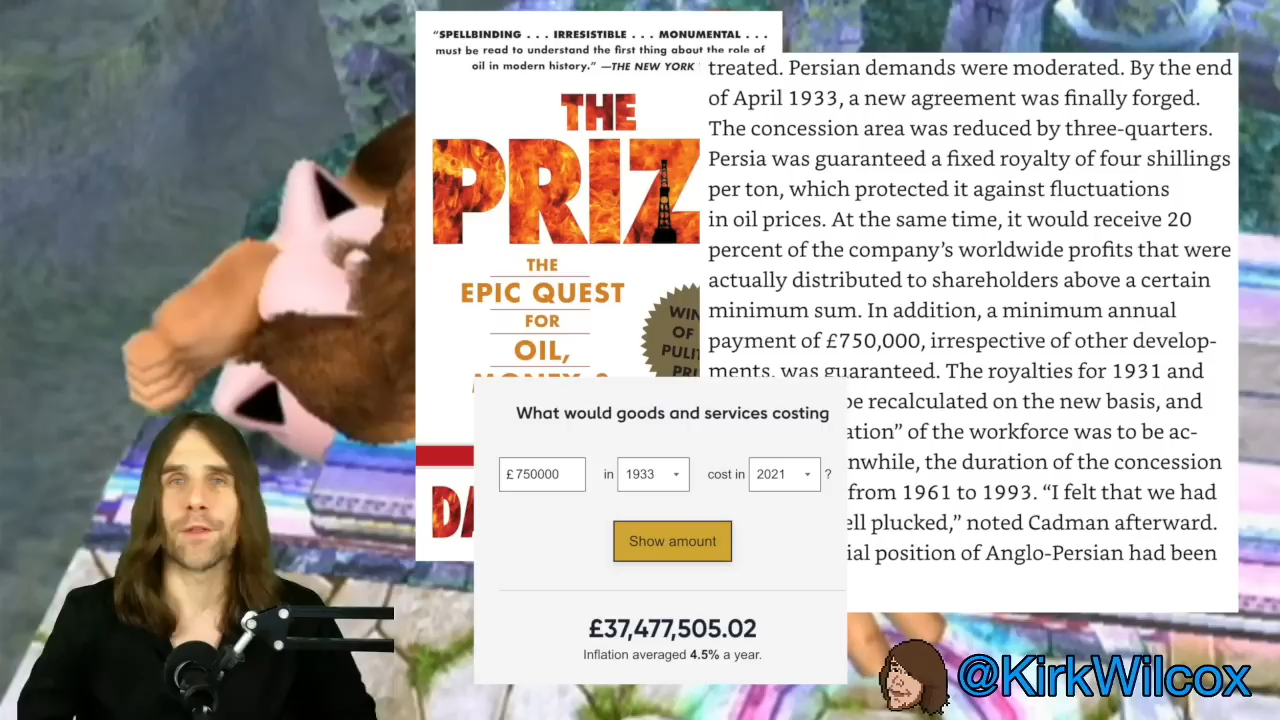 “SPELLBINDING . . . IRRESISTIBLE . . . MONUMENTAL . . .
must be read to understand the first thing about the role of
oil in modern history.” —THE NEW YORK
THE
PRIZ
THE
EPIC QUEST
FOR
OIL,
MONEY &
WIN
OF
PULIT
PRI
DA
treated. Persian demands were moderated. By the end
of April 1933, a new agreement was finally forged.
The concession area was reduced by three-quarters.
Persia was guaranteed a fixed royalty of four shillings
per ton, which protected it against fluctuations
in oil prices. At the same time, it would receive 20
percent of the company’s worldwide profits that were
actually distributed to shareholders above a certain
minimum sum. In addition, a minimum annual
payment of £750,000, irrespective of other develop-
ments, was guaranteed. The royalties for 1931 and
be recalculated on the new basis, and
ation” of the workforce was to be ac-
nwhile, the duration of the concession
from 1961 to 1993. “I felt that we had
ell plucked,” noted Cadman afterward.
ial position of Anglo-Persian had been
What would goods and services costing
£ 750000 in 1933 cost in 2021 ?
Show amount
£37,477,505.02
Inflation averaged 4.5% a year.
@KirkWilcox